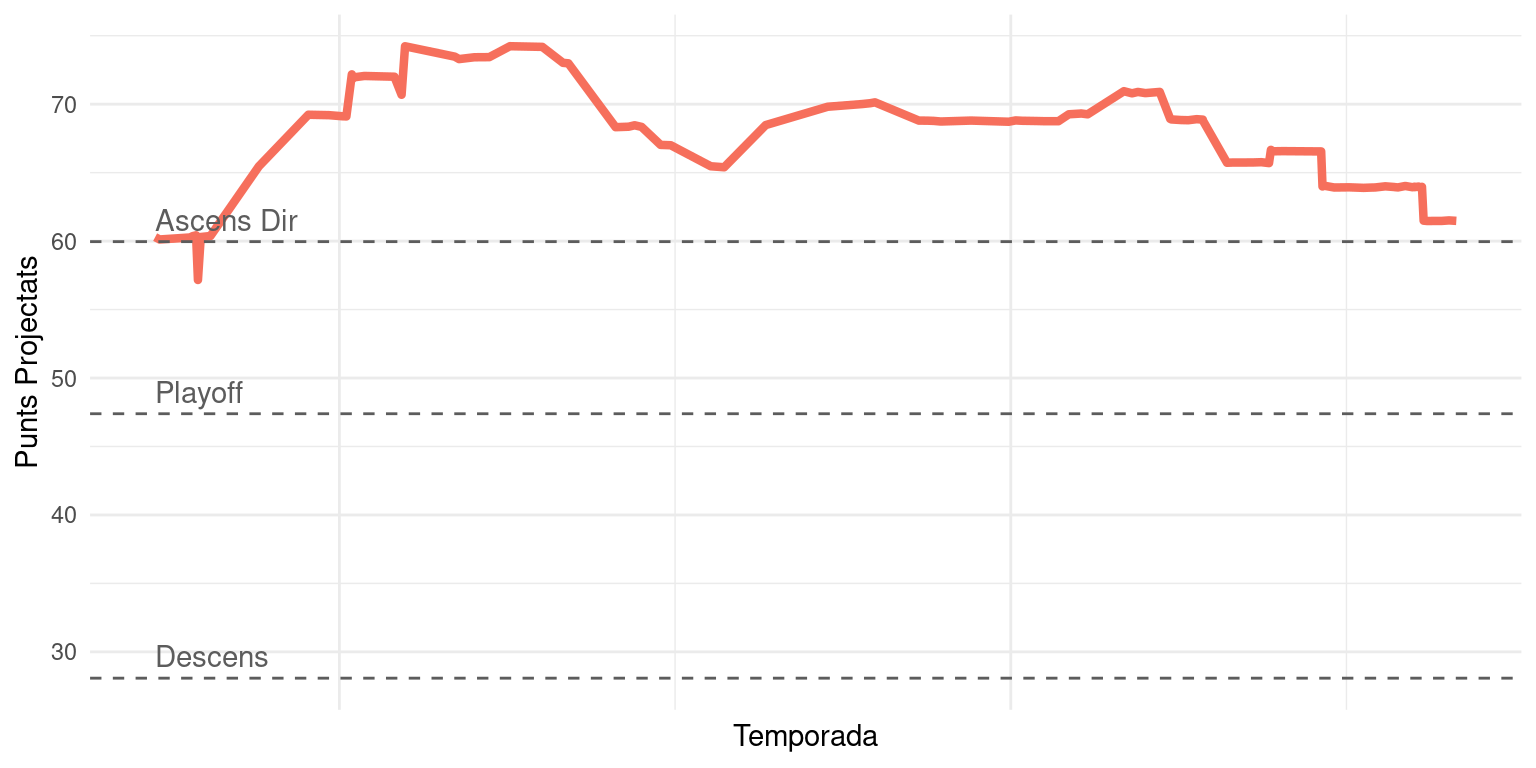 70
60
50
40
30
Punts Projectats
Ascens Dir
Playoff
Descens
Temporada